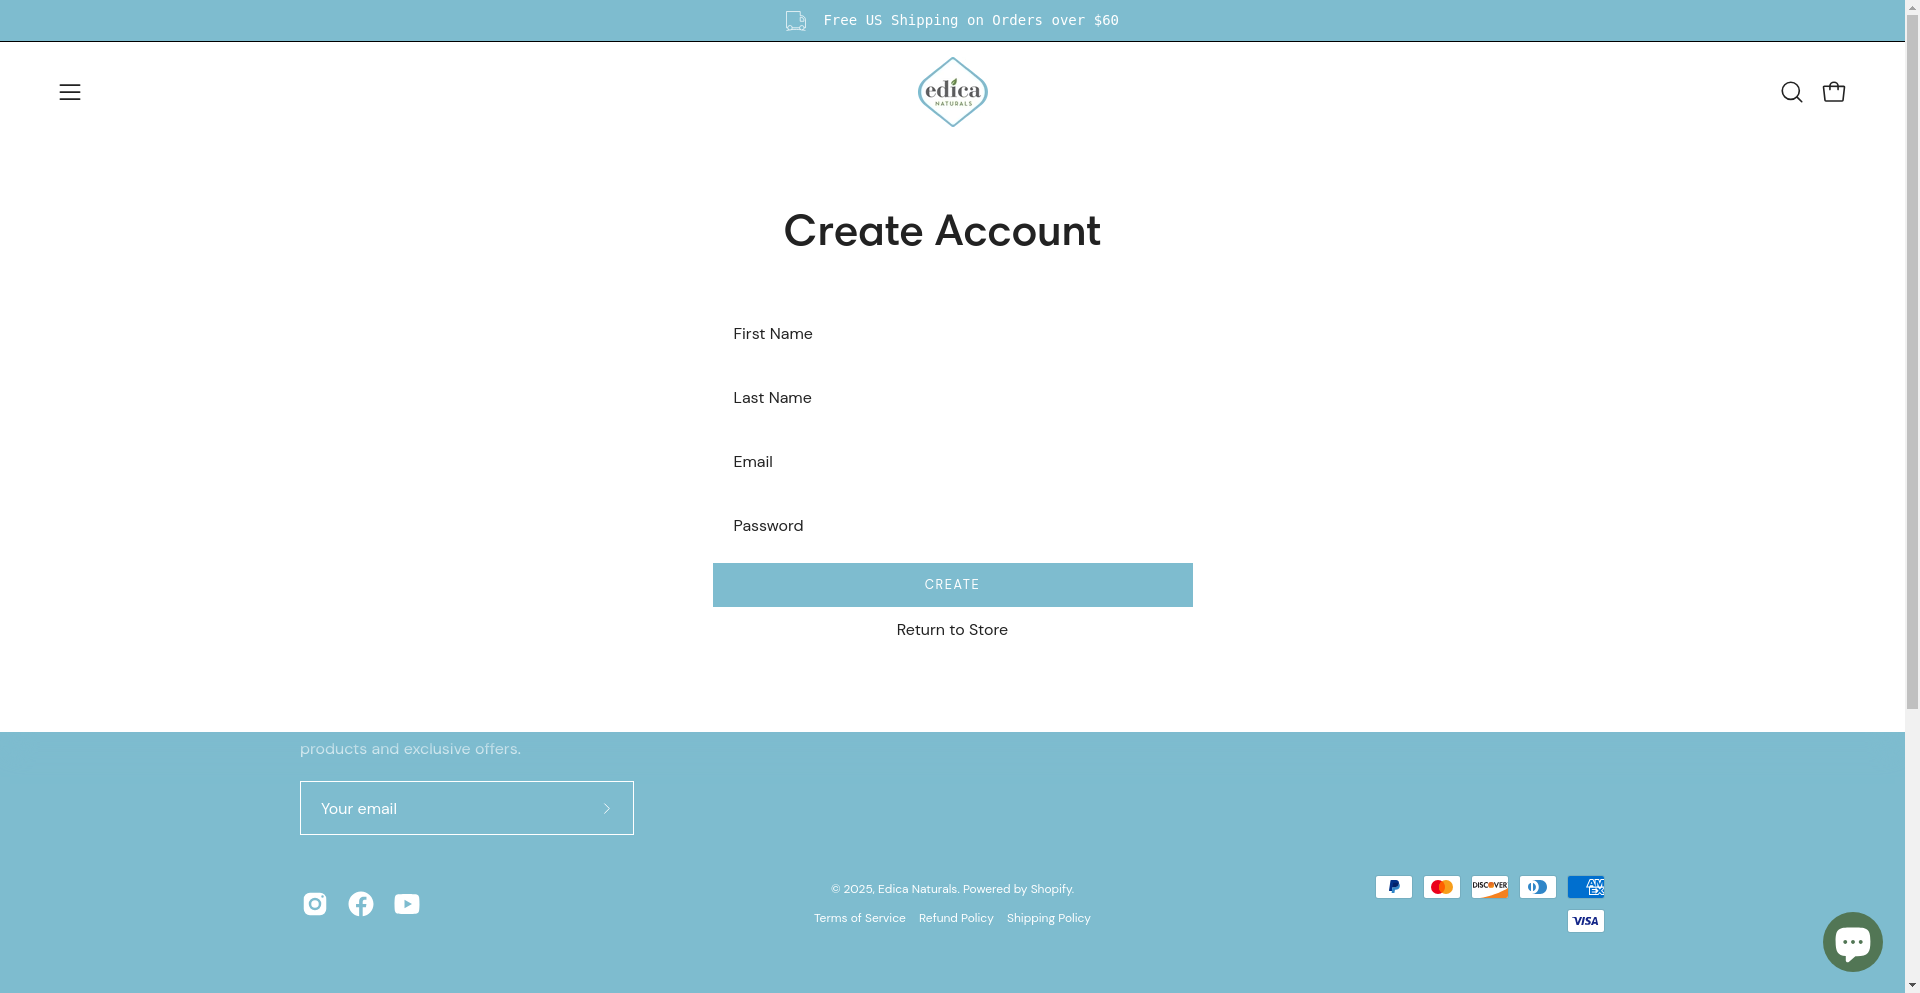 Free US Shipping on Orders over $60
edica
NATURALS
Create Account
First Name
Last Name
Email
Password
CREATE
Return to Store
products and exclusive offers.
Your email
© 2025, Edica Naturals. Powered by Shopify.
Terms of Service Refund Policy Shipping Policy
DISCOVER
AM
EX
VISA